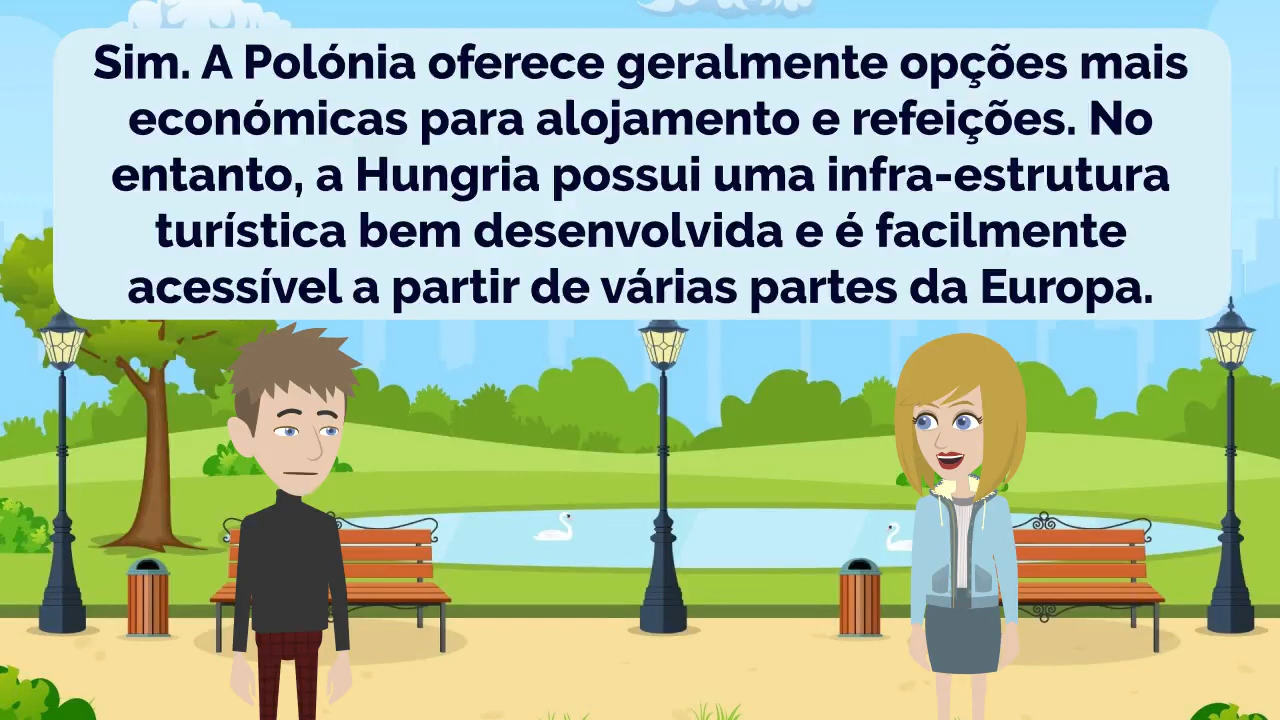 Sim. A Polónia oferece geralmente opções mais
económicas para alojamento e refeições. No
entanto, a Hungria possui uma infra-estrutura
turística bem desenvolvida e é facilmente
acessível a partir de várias partes da Europa.